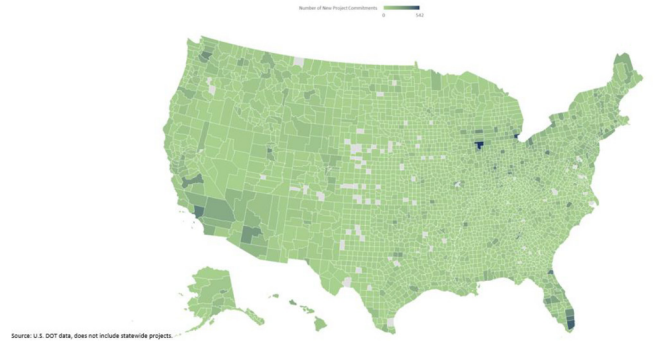 Number of New Project Commitments
0 542
Source: U.S. DOT data, does not include statewide projects.